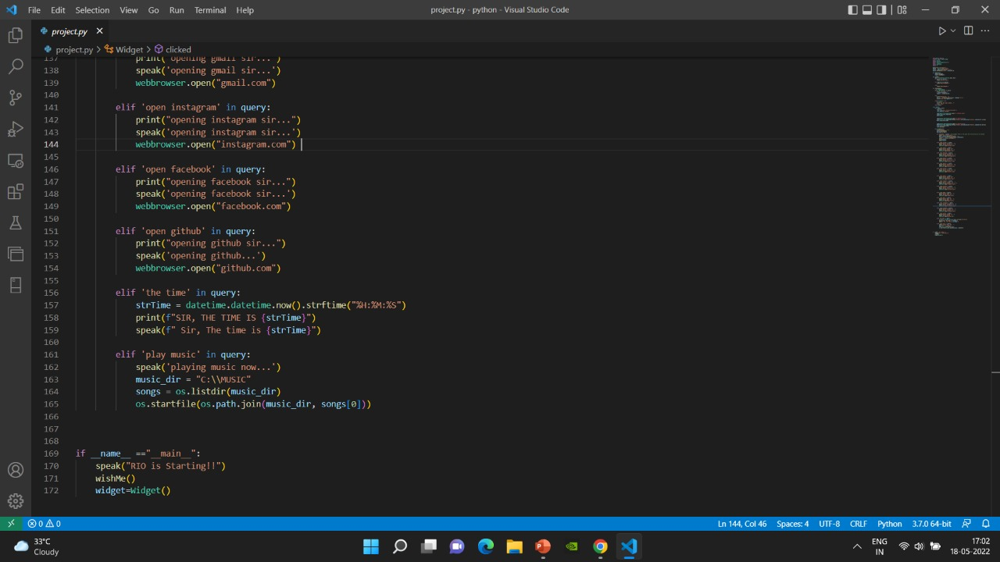 File Edit Selection View Go Run Terminal Help project.py - python - Visual Studio Code
project.py
project.py > Widget > clicked
137 print("opening gmail sir...")
138 speak('opening gmail sir...')
139 webbrowser.open("gmail.com")
140
141 elif 'open instagram' in query:
142 print("opening instagram sir...")
143 speak('opening instagram sir...')
144 webbrowser.open("instagram.com")
145
146 elif 'open facebook' in query:
147 print("opening facebook sir...")
148 speak('opening facebook sir...')
149 webbrowser.open("facebook.com")
150
151 elif 'open github' in query:
152 print("opening github sir...")
153 speak('opening github...')
154 webbrowser.open("github.com")
155
156 elif 'the time' in query:
157 strTime = datetime.datetime.now().strftime("%H:%M:%S")
158 print(f"SIR, THE TIME IS {strTime}")
159 speak(f" Sir, The time is {strTime}")
160
161 elif 'play music' in query:
162 speak('playing music now...')
163 music_dir = "C:\\MUSIC"
164 songs = os.listdir(music_dir)
165 os.startfile(os.path.join(music_dir, songs[0]))
166
167
168
169 if __name__ =="__main__":
170 speak("RIO is Starting!!")
171 wishMe()
172 widget=Widget()
0 0 Ln 144, Col 46 Spaces: 4 UTF-8 CRLF Python 3.7.0 64-bit
33°C
Cloudy
ENG
IN
17:02
18-05-2022